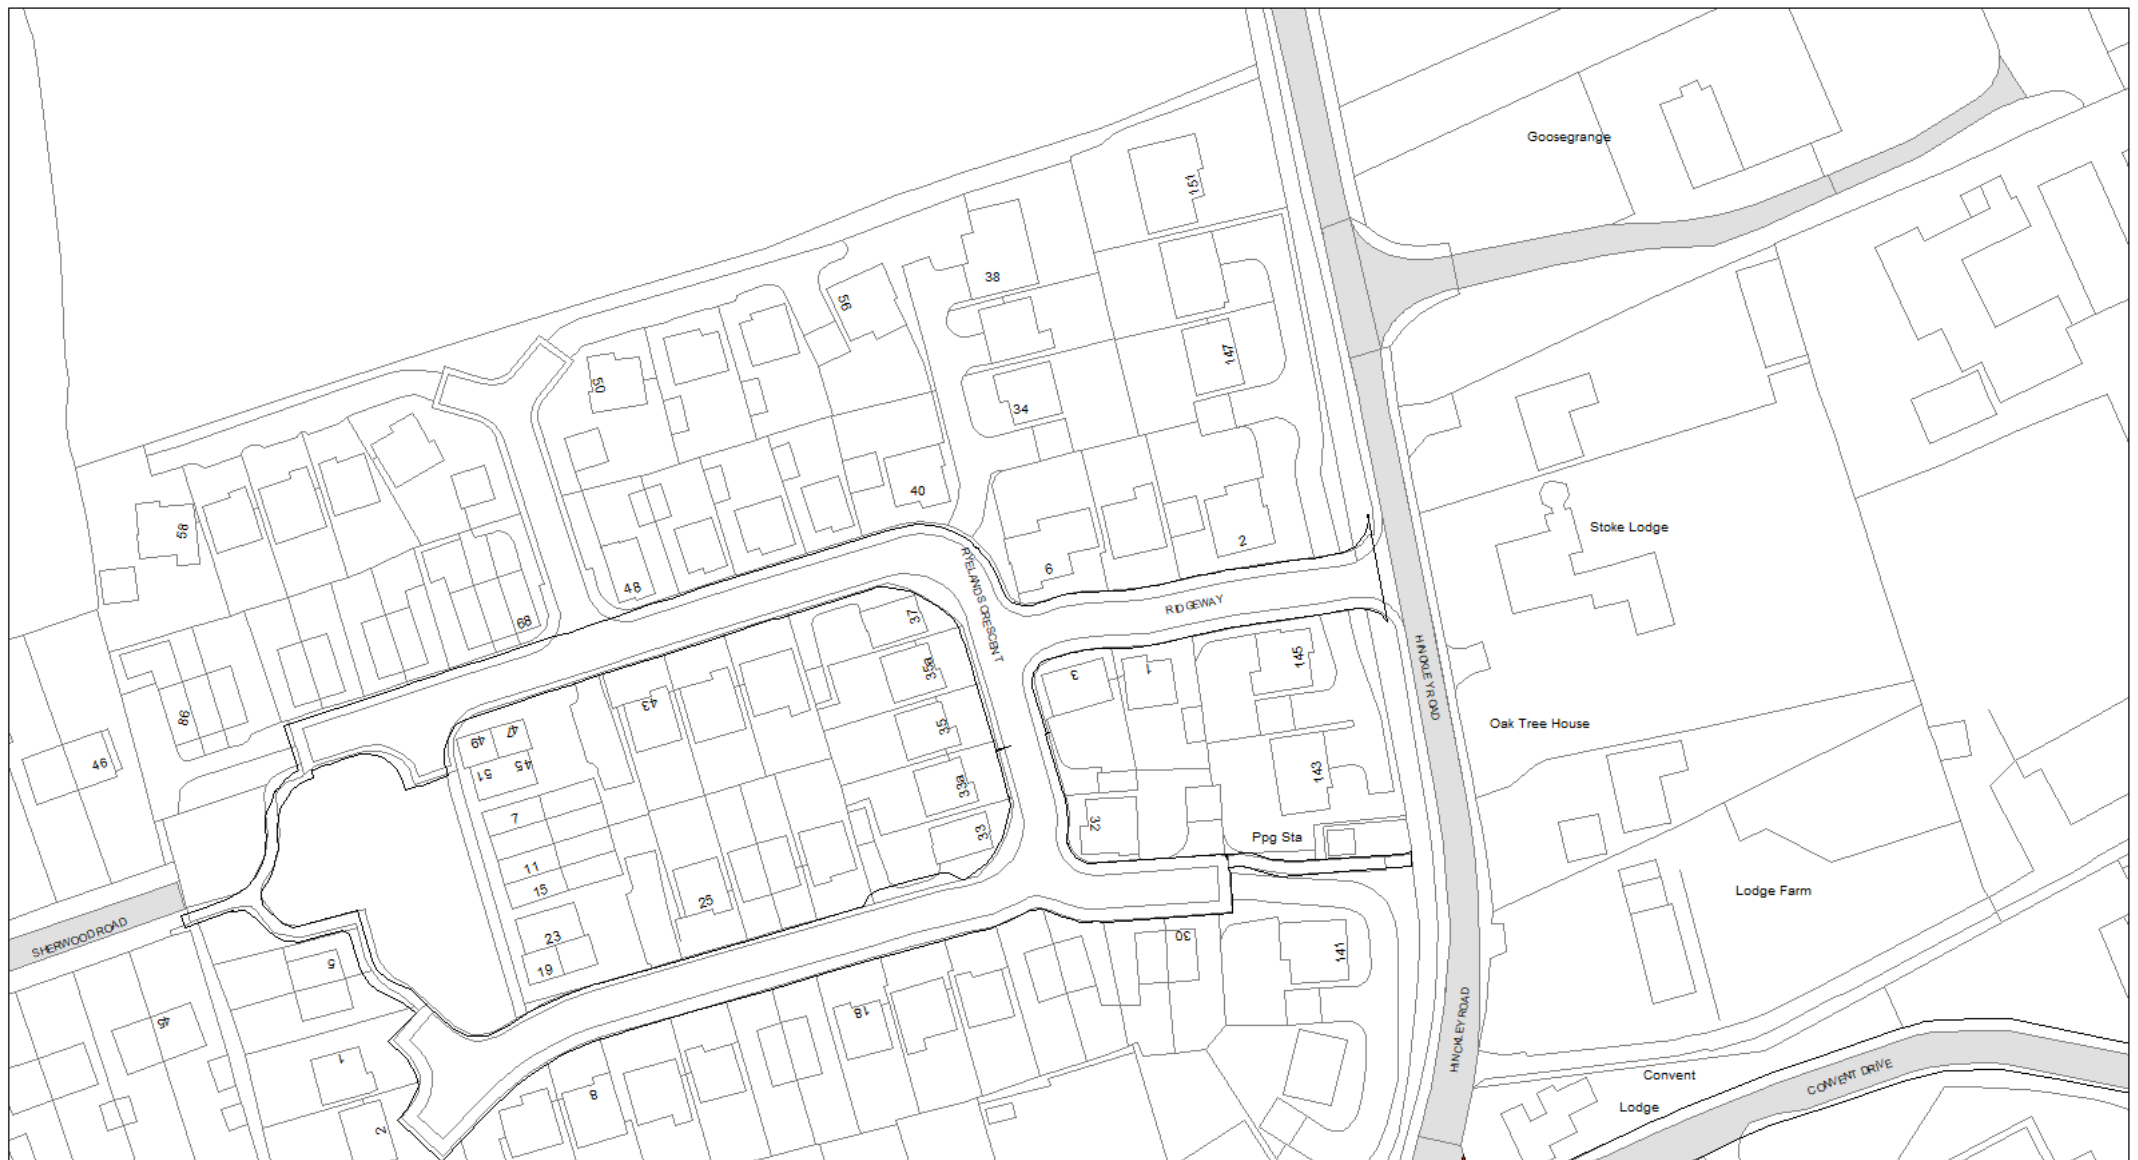 Goosegrange
151
38
56
147
50
34
40
58
Stoke Lodge
2
6
48
RYELANDS CRESCENT
RIDGEWAY
37
68
HINCKLEY ROAD
145
35a
3
1
43
86
35
Oak Tree House
47
49
46
45
51
143
33a
7
32
33
Ppg Sta
11
15
Lodge Farm
25
SHERWOOD ROAD
23
30
141
5
19
18
45
HINCKLEY ROAD
1
Convent
CONVENT DRIVE
8
Lodge
2